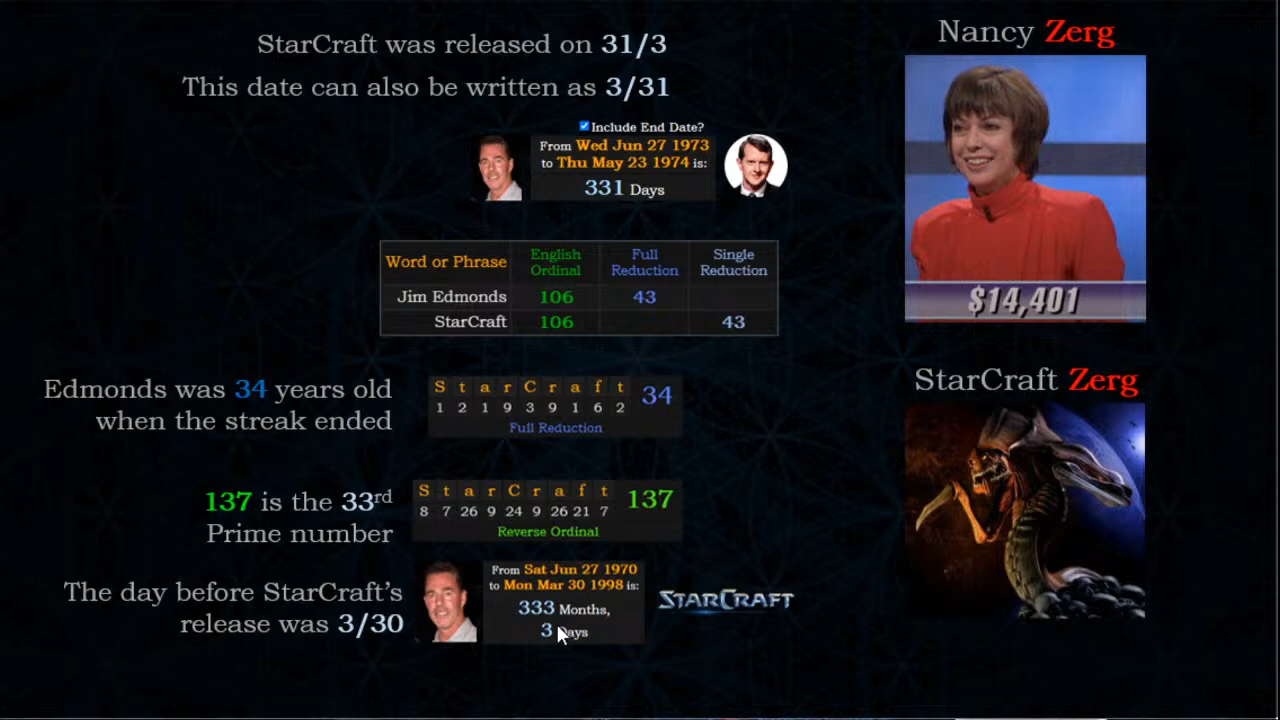 StarCraft was released on 31/3
This date can also be written as 3/31
Include End Date?
From Wed Jun 27 1973
to Thu May 23 1974 is:
331 Days
Word or Phrase English Ordinal Full Reduction Single Reduction
Jim Edmonds 106 43
StarCraft 106 43
Edmonds was 34 years old
when the streak ended
S t a r C r a f t 34
1 2 1 9 3 9 1 6 2
Full Reduction
137 is the 33rd
Prime number
S t a r C r a f t 137
8 7 26 9 24 9 26 21 7
Reverse Ordinal
The day before StarCraft's
release was 3/30
From Sat Jun 27 1970
to Mon Mar 30 1998 is:
333 Months,
3 Days
STARCRAFT
Nancy Zerg
$14,401
StarCraft Zerg